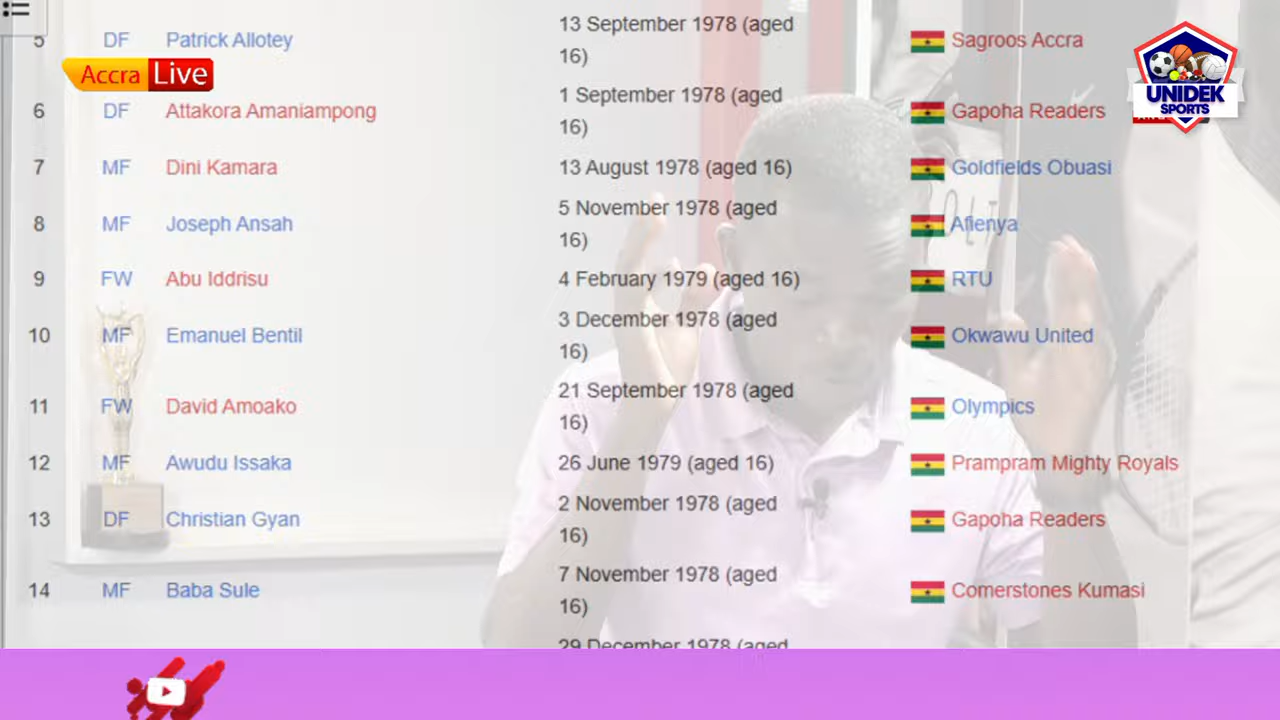 13 September 1978 (aged
5 DF Patrick Allotey Sagroos Accra
16)
Accra Live
1 September 1978 (aged
6 DF Attakora Amaniampong Gapoha Readers
16)
UNIDEK
SPORTS
7 MF Dini Kamara 13 August 1978 (aged 16) Goldfields Obuasi
5 November 1978 (aged
8 MF Joseph Ansah Afienya
16)
9 FW Abu Iddrisu 4 February 1979 (aged 16) RTU
3 December 1978 (aged
10 MF Emanuel Bentil Okwawu United
16)
21 September 1978 (aged
11 FW David Amoako Olympics
16)
12 MF Awudu Issaka 26 June 1979 (aged 16) Prampram Mighty Royals
2 November 1978 (aged
13 DF Christian Gyan Gapoha Readers
16)
7 November 1978 (aged
14 MF Baba Sule Cornerstones Kumasi
16)
29 December 1978 (aged